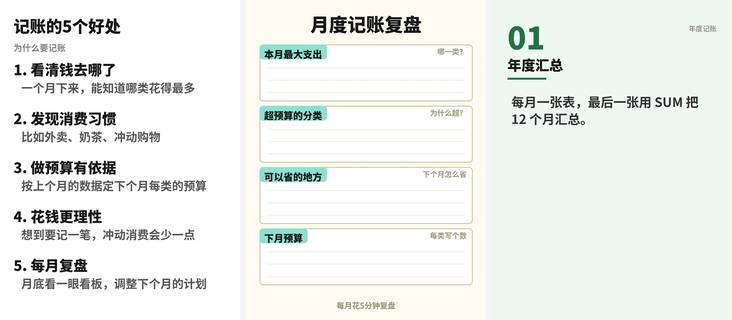 记账的5个好处
为什么要记账
1. 看清钱去哪了
一个月下来，能知道哪类花得最多
2. 发现消费习惯
比如外卖、奶茶、冲动购物
3. 做预算有依据
按上个月的数据定下个月每类的预算
4. 花钱更理性
想到要记一笔，冲动消费会少一点
5. 每月复盘
月底看一眼看板，调整下个月的计划
月度记账复盘
本月最大支出
哪一类？
超预算的分类
为什么超？
可以省的地方
下个月怎么省
下月预算
每类写个数
每月花5分钟复盘
01
年度记账
年度汇总
每月一张表，最后一张用 SUM 把
12 个月汇总。